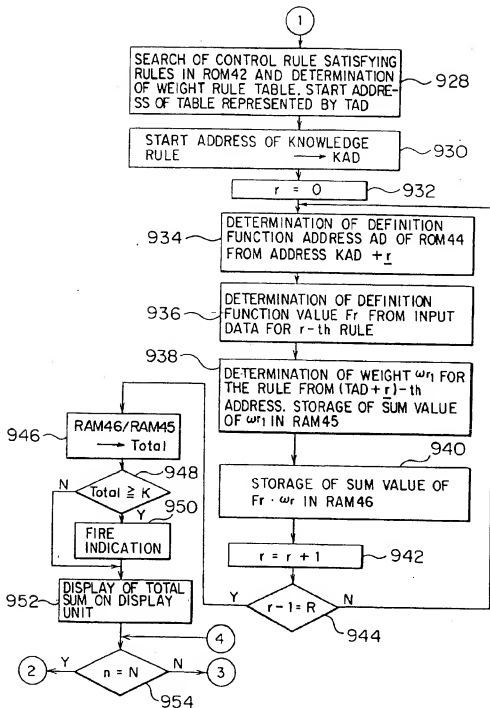 1
SEARCH OF CONTROL RULE SATISFYING
RULES IN ROM42 AND DETERMINATION
OF WEIGHT RULE TABLE, START ADDRE-
SS OF TABLE REPRESENTED BY TAD
928
START ADDRESS OF KNOWLEDGE
RULE → KAD
930
r = 0
932
DETERMINATION OF DEFINITION
FUNCTION ADDRESS AD OF ROM44
FROM ADDRESS KAD + r
934
DETERMINATION OF DEFINITION
FUNCTION VALUE Fr FROM INPUT
DATA FOR r-th RULE
936
938
DETERMINATION OF WEIGHT ωr1 FOR
THE RULE FROM (TAD + r)-th
ADDRESS. STORAGE OF SUM VALUE
OF ωr1 IN RAM45
940
STORAGE OF SUM VALUE OF
Fr · ωr IN RAM46
r = r + 1
942
Y
r-1 = R
N
944
RAM46/RAM45
→ Total
946
948
N
Total ≧ K
Y
950
FIRE
INDICATION
DISPLAY OF TOTAL
SUM ON DISPLAY
UNIT
952
4
2
Y
n = N
N
3
954